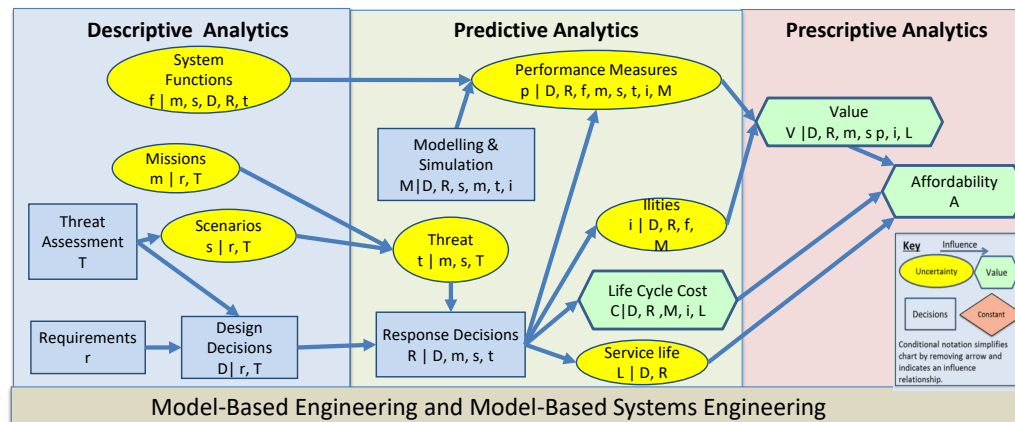 Descriptive Analytics
System
Functions
f | m, s, D, R, t
Missions
m | r, T
Threat
Assessment
T
Scenarios
s | r, T
Requirements
r
Design
Decisions
D| r, T
Predictive Analytics
Performance Measures
p | D, R, f, m, s, t, i, M
Modelling &
Simulation
M|D, R, s, m, t, i
Threat
t | m, s, T
Ilities
i | D, R, f,
M
Life Cycle Cost
C|D, R ,M, i, L
Response Decisions
R | D, m, s, t
Service life
L | D, R
Prescriptive Analytics
Value
V |D, R, m, s p, i, L
Affordability
A
Key
Influence
Uncertainty
Value
Decisions
Constant
Conditional notation simplifies
chart by removing arrow and
indicates an influence
relationship.
Model-Based Engineering and Model-Based Systems Engineering